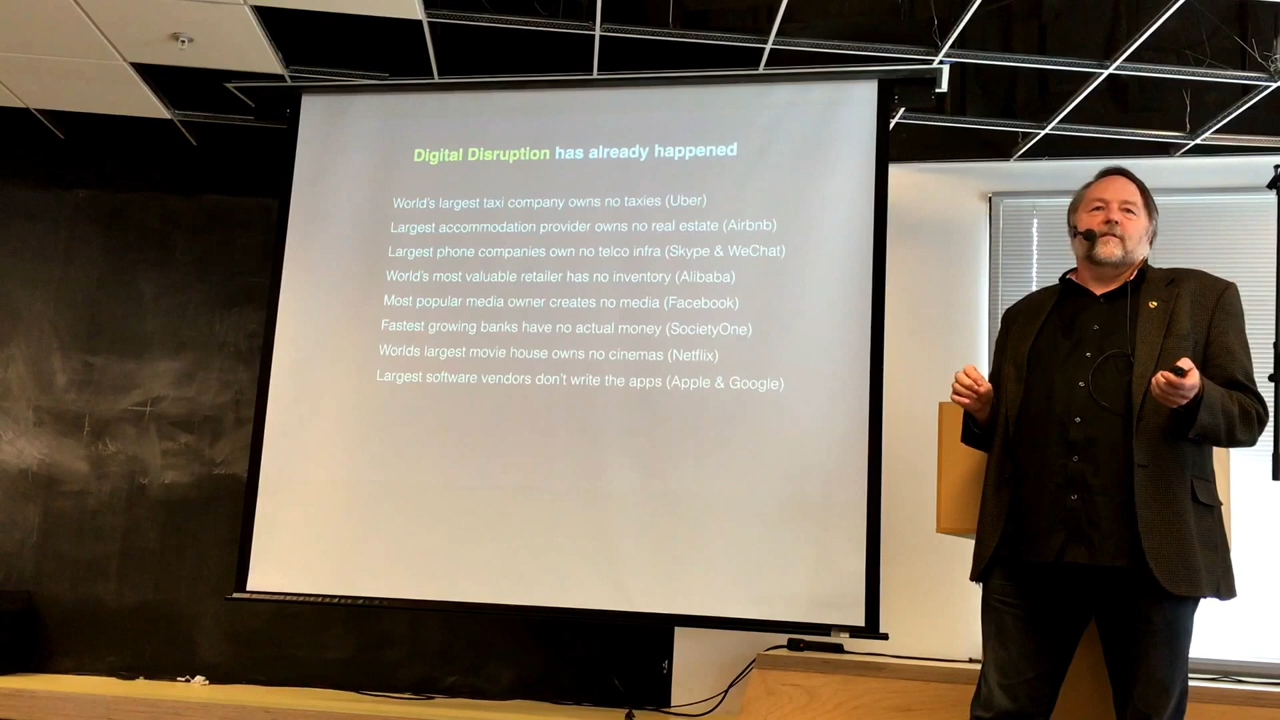 Digital Disruption has already happened
World's largest taxi company owns no taxies (Uber)
Largest accommodation provider owns no real estate (Airbnb)
Largest phone companies own no telco infra (Skype & WeChat)
World's most valuable retailer has no inventory (Alibaba)
Most popular media owner creates no media (Facebook)
Fastest growing banks have no actual money (SocietyOne)
Worlds largest movie house owns no cinemas (Netflix)
Largest software vendors don't write the apps (Apple & Google)